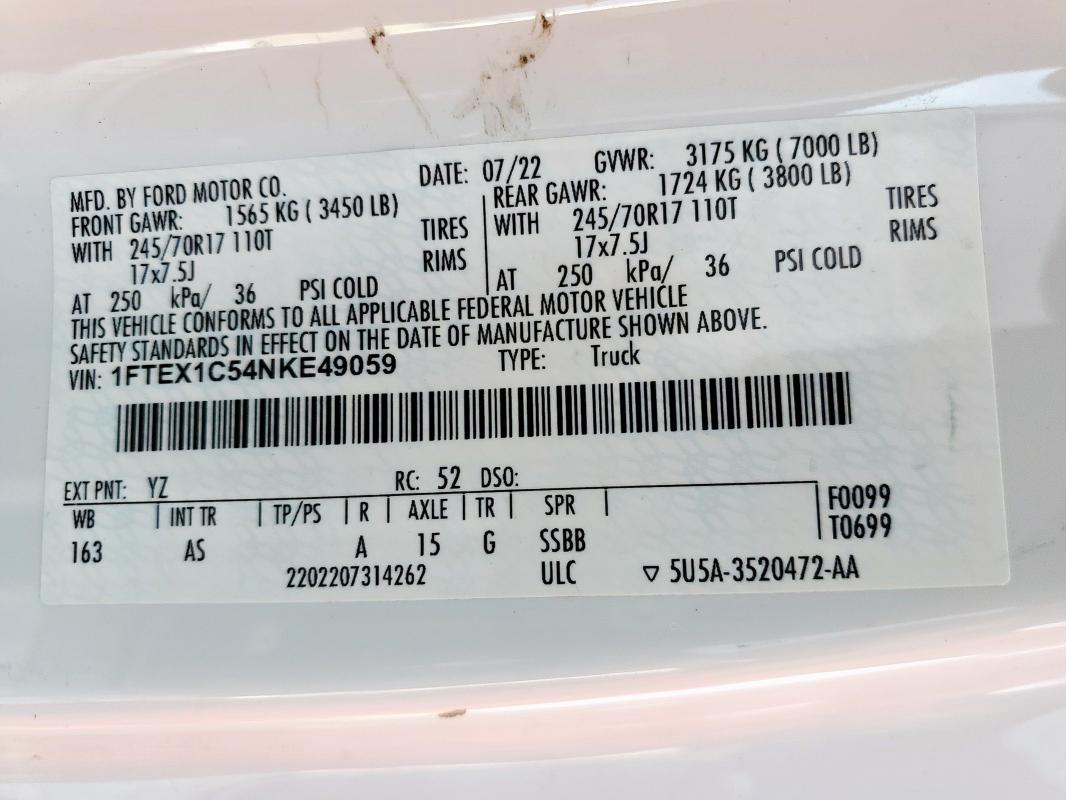 MFD. BY FORD MOTOR CO. DATE: 07/22 GVWR: 3175 KG ( 7000 LB)
FRONT GAWR: 1565 KG ( 3450 LB) REAR GAWR: 1724 KG ( 3800 LB)
WITH 245/70R17 110T TIRES WITH 245/70R17 110T TIRES
17x7.5J RIMS 17x7.5J RIMS
AT 250 kPa/ 36 PSI COLD AT 250 kPa/ 36 PSI COLD
THIS VEHICLE CONFORMS TO ALL APPLICABLE FEDERAL MOTOR VEHICLE
SAFETY STANDARDS IN EFFECT ON THE DATE OF MANUFACTURE SHOWN ABOVE.
VIN: 1FTEX1C54NKE49059 TYPE: Truck
EXT PNT: YZ RC: 52 DSO:
WB INT TR TP/PS R AXLE TR SPR F0099
T0699
163 AS A 15 G SSBB
2202207314262 ULC ▽ 5U5A-3520472-AA